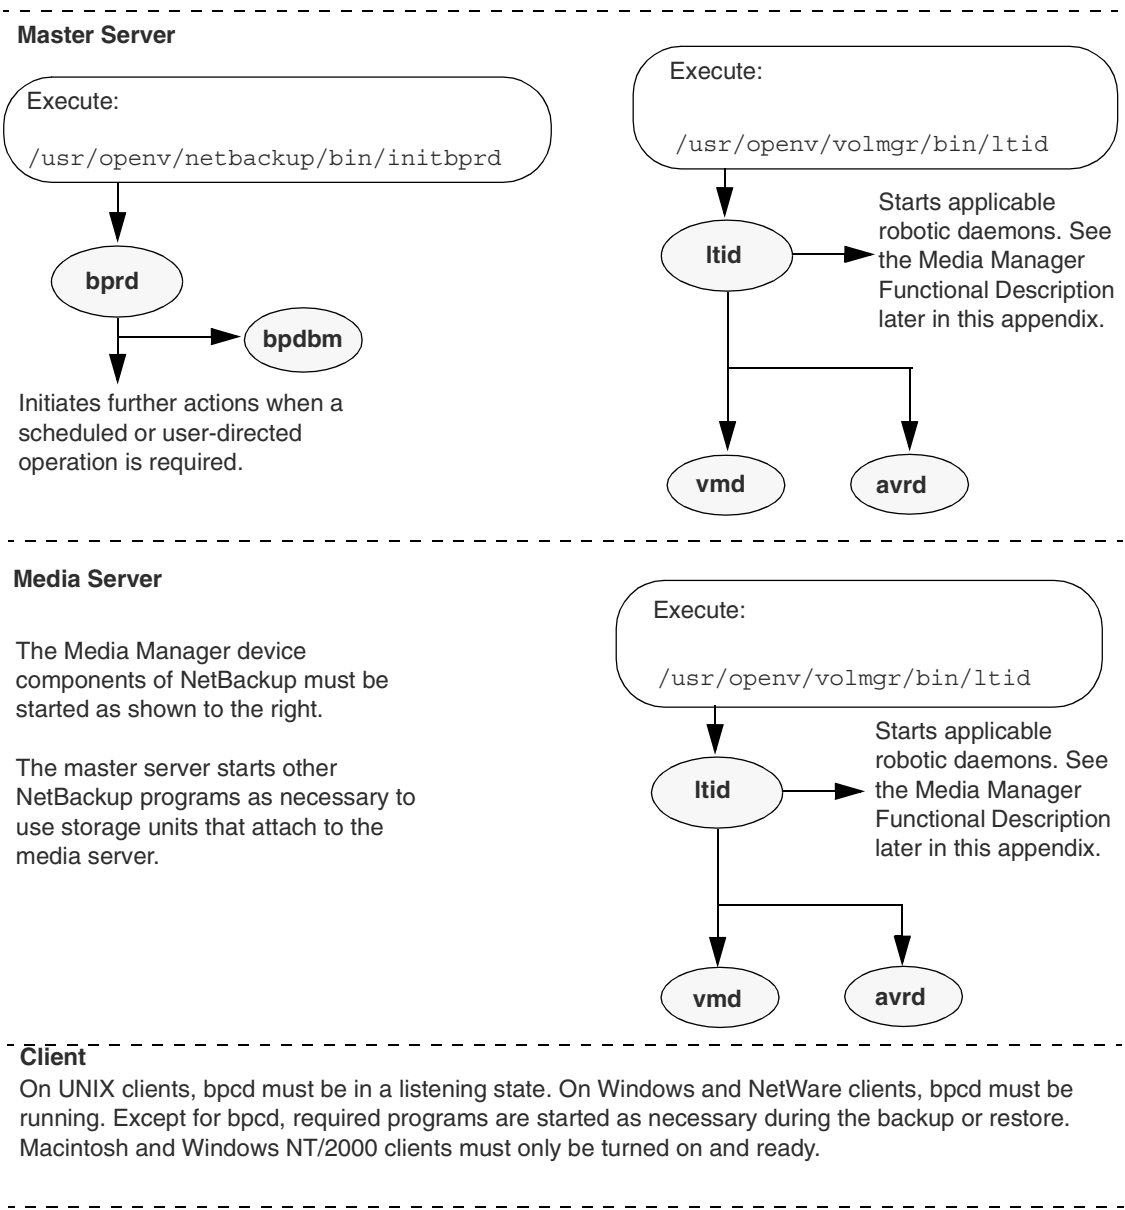 Master Server
Execute:
/usr/openv/netbackup/bin/initbprd
bprd
bpdbm
Initiates further actions when a
scheduled or user-directed
operation is required.
Execute:
/usr/openv/volmgr/bin/ltid
ltid
Starts applicable
robotic daemons. See
the Media Manager
Functional Description
later in this appendix.
vmd
avrd
Media Server
The Media Manager device
components of NetBackup must be
started as shown to the right.
The master server starts other
NetBackup programs as necessary to
use storage units that attach to the
media server.
Execute:
/usr/openv/volmgr/bin/ltid
ltid
Starts applicable
robotic daemons. See
the Media Manager
Functional Description
later in this appendix.
vmd
avrd
Client
On UNIX clients, bpcd must be in a listening state. On Windows and NetWare clients, bpcd must be
running. Except for bpcd, required programs are started as necessary during the backup or restore.
Macintosh and Windows NT/2000 clients must only be turned on and ready.